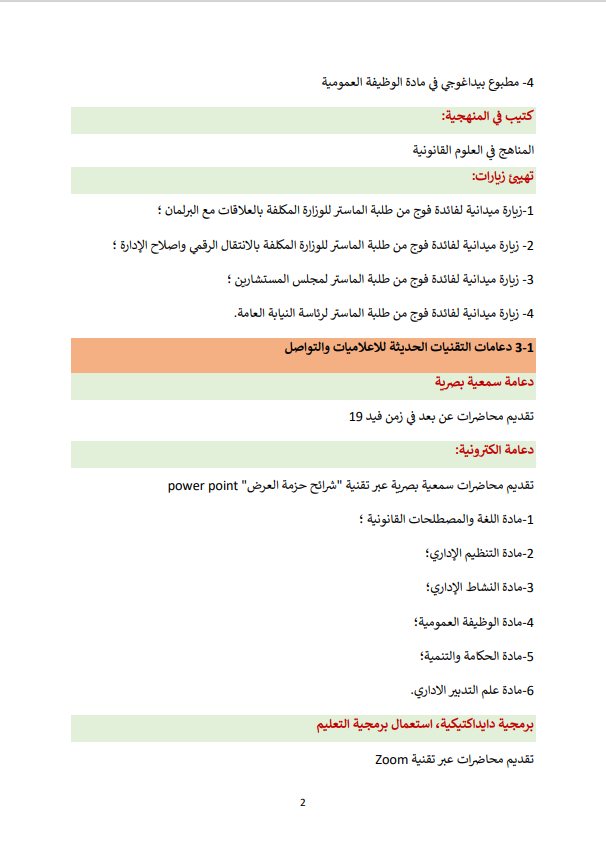 4- مطبوع بيداغوجي في مادة الوظيفة العمومية
كتيب في المنهجية:
المناهج في العلوم القانونية
تهيئ زيارات:
1-زيارة ميدانية لفائدة فوج من طلبة الماستر للوزارة المكلفة بالعلاقات مع البرلمان ؛
2- زيارة ميدانية لفائدة فوج من طلبة الماستر للوزارة المكلفة بالانتقال الرقمي واصلاح الإدارة ؛
3- زيارة ميدانية لفائدة فوج من طلبة الماستر لمجلس المستشارين ؛
4- زيارة ميدانية لفائدة فوج من طلبة الماستر لرئاسة النيابة العامة.
3-1 دعامات التقنيات الحديثة للاعلاميات والتواصل
دعامة سمعية بصرية
تقديم محاضرات عن بعد في زمن فيد 19
دعامة الكترونية:
تقديم محاضرات سمعية بصرية عبر تقنية "شرائح حزمة العرض" power point
1-مادة اللغة والمصطلحات القانونية ؛
2-مادة التنظيم الإداري؛
3-مادة النشاط الإداري؛
4-مادة الوظيفة العمومية؛
5-مادة الحكامة والتنمية؛
6-مادة علم التدبير الاداري.
برمجية دايداكتيكية، استعمال برمجية التعليم
تقديم محاضرات عبر تقنية Zoom
2